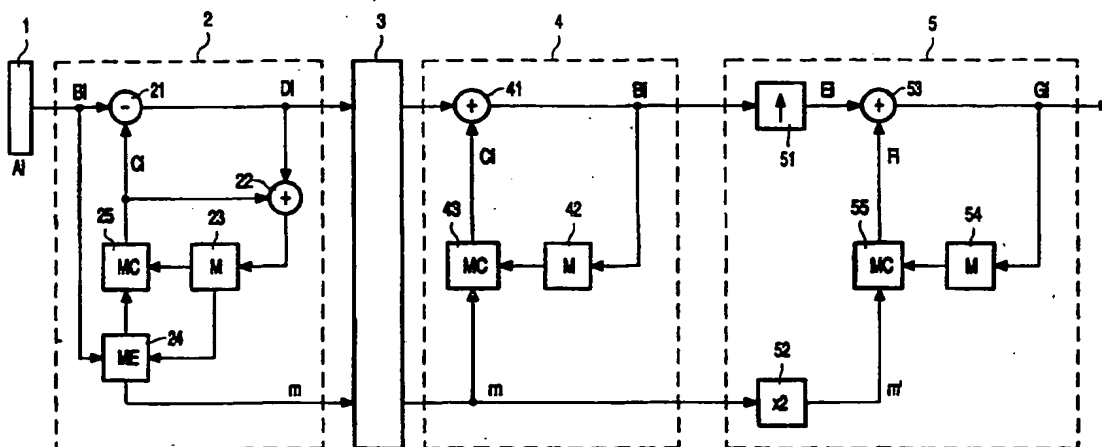 1
2
3
4
5
Bi
-
21
Di
+
41
Bi
↑
51
Ei
+
53
Gi
Ai
Ci
22
+
Ci
Fi
25
MC
23
M
43
MC
42
M
55
MC
54
M
ME
24
m
m
52
x2
m'